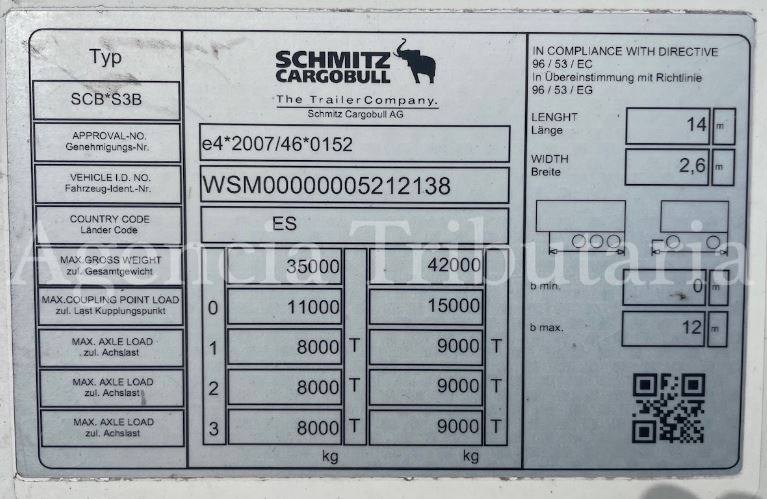 Typ
SCB*S3B
APPROVAL-NO.
Genehmigungs-Nr.
VEHICLE I.D. NO.
Fahrzeug-Ident.-Nr.
COUNTRY CODE
Länder Code
MAX.GROSS WEIGHT
zul. Gesamtgewicht
MAX.COUPLING POINT LOAD
zul. Last Kupplungspunkt
MAX. AXLE LOAD
zul. Achslast
MAX. AXLE LOAD
zul. Achslast
MAX. AXLE LOAD
zul. Achslast
SCHMITZ
CARGOBULL
The TrailerCompany.
Schmitz Cargobull AG
e4*2007/46*0152
WSM00000005212138
ES
35000 42000
0 11000 15000
1 8000 T 9000 T
2 8000 T 9000 T
3 8000 T 9000 T
kg kg
IN COMPLIANCE WITH DIRECTIVE
96 / 53 / EC
In Übereinstimmung mit Richtlinie
96 / 53 / EG
LENGHT
Länge
14 m
WIDTH
Breite
2,6 m
b min. 0 m
b max. 12 m
Agencia Tributaria